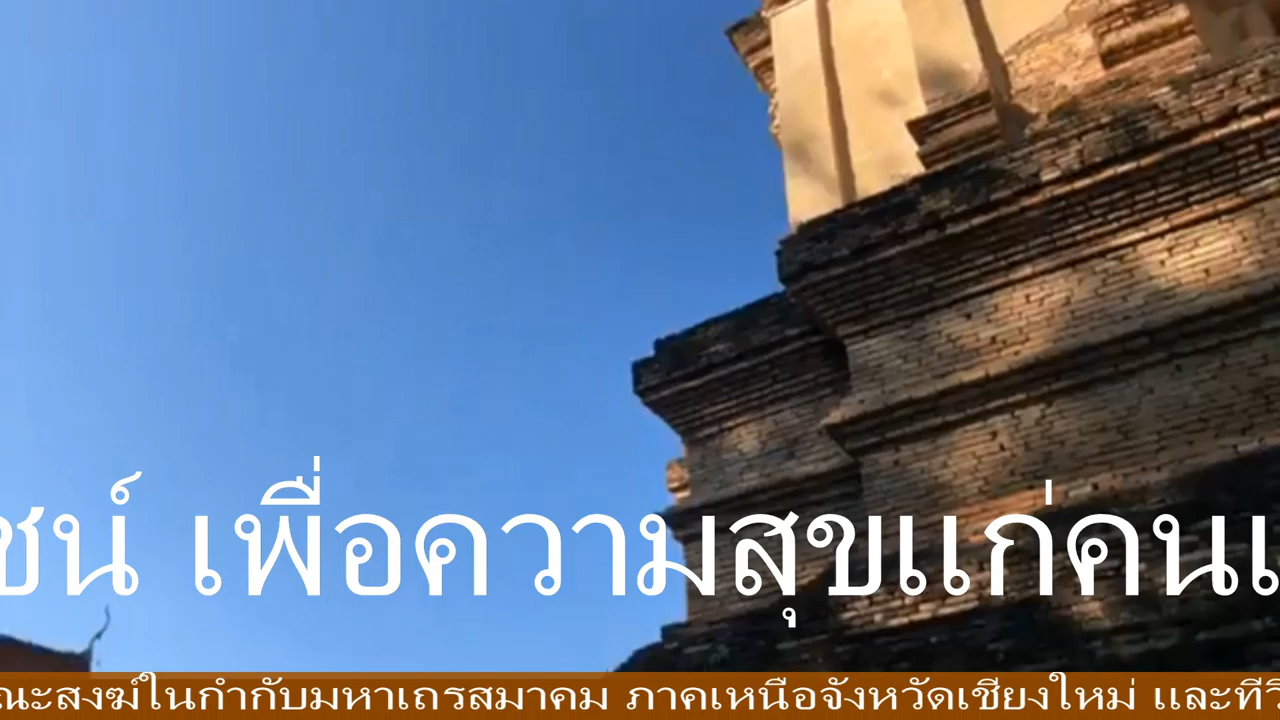 ชน์ เพื่อความสุขแก่คนเ
ณะสงฆ์ในกำกับมหาเถรสมาคม ภาคเหนือจังหวัดเชียงใหม่ และทีวี